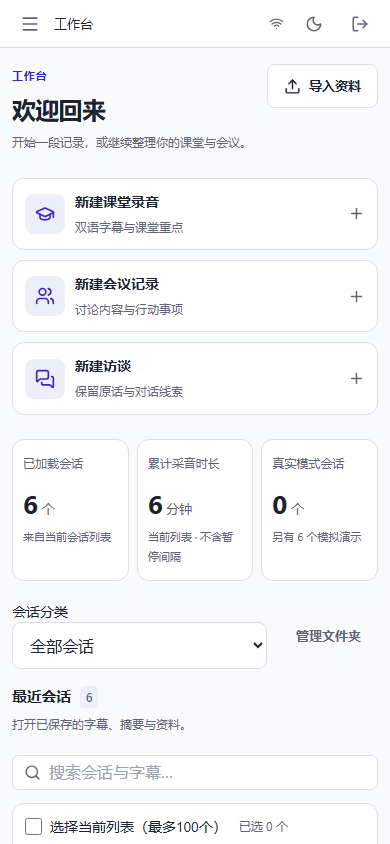 工作台
工作台
导入资料
欢迎回来
开始一段记录，或继续整理你的课堂与会议。
新建课堂录音
双语字幕与课堂重点
新建会议记录
讨论内容与行动事项
新建访谈
保留原话与对话线索
已加载会话
6 个
来自当前会话列表
累计采音时长
6 分钟
当前列表 · 不含暂
停间隔
真实模式会话
0 个
另有 6 个模拟演示
会话分类
全部会话
管理文件夹
最近会话 6
打开已保存的字幕、摘要与资料。
搜索会话与字幕...
选择当前列表（最多100个） 已选 0 个